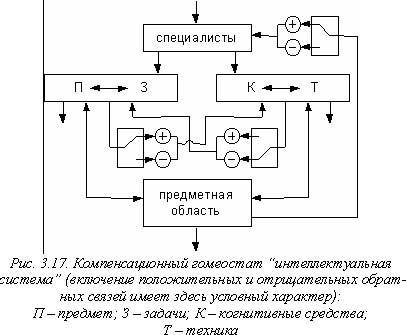 специалисты
+
−
П З
К Т
+
−
+
−
предметная
область
Рис. 3.17. Компенсационный гомеостат “интеллектуальная
система” (включение положительных и отрицательных обрат-
ных связей имеет здесь условный характер):
П – предмет; З – задачи; К – когнитивные средства;
Т – техника